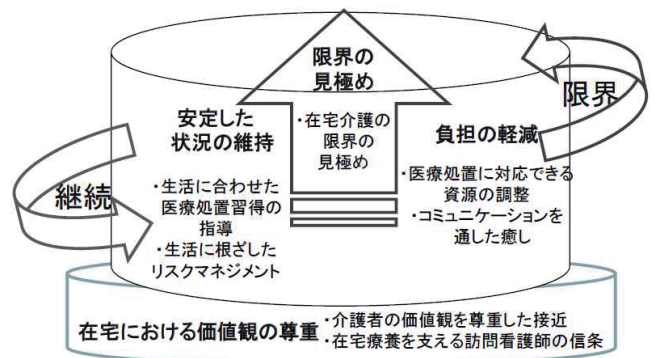 限界の
見極め
・在宅介護の
限界の
見極め
安定した
状況の維持
・生活に合わせた
医療処置習得の
指導
・生活に根ざした
リスクマネジメント
継続
負担の軽減
・医療処置に対応できる
資源の調整
・コミュニケーションを
通した癒し
限界
在宅における価値観の尊重
・介護者の価値観を尊重した接近
・在宅療養を支える訪問看護師の信条